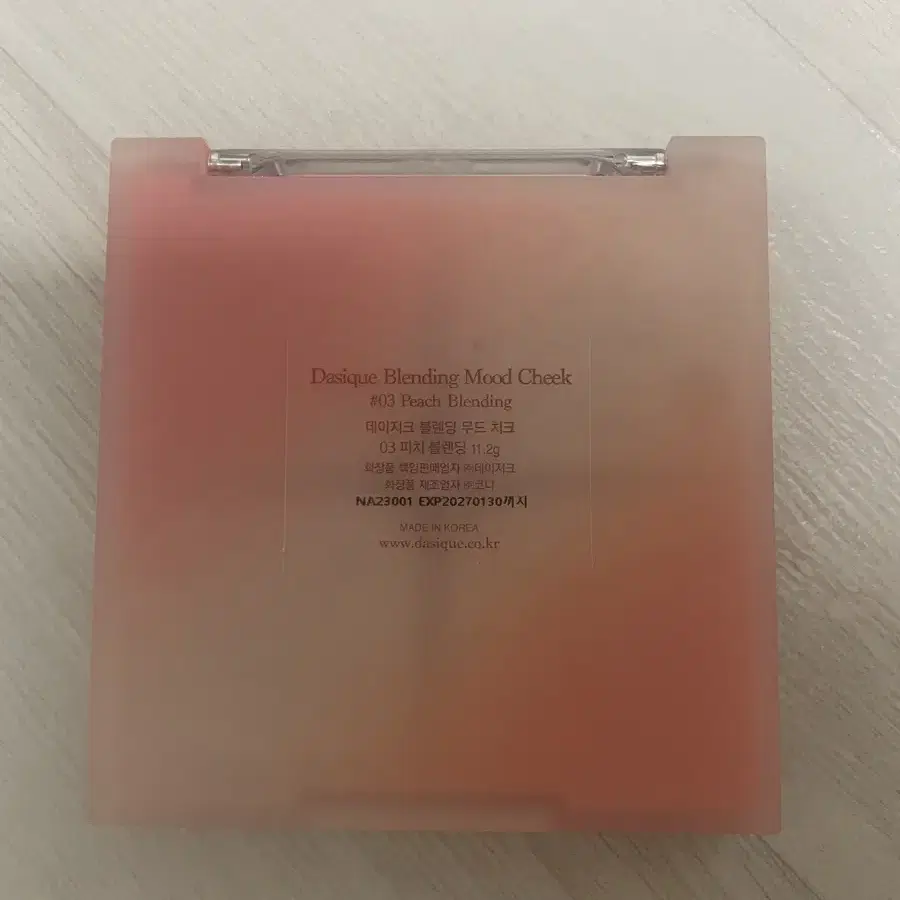 Dasique Blending Mood Cheek
#03 Peach Blending
데이지크 블렌딩 무드 치크
03 피치 블렌딩 11.2g
화장품 책임판매업자 ㈜데이지크
화장품 제조업자 ㈜코나
NA23001 EXP20270130까지
MADE IN KOREA
www.dasique.co.kr